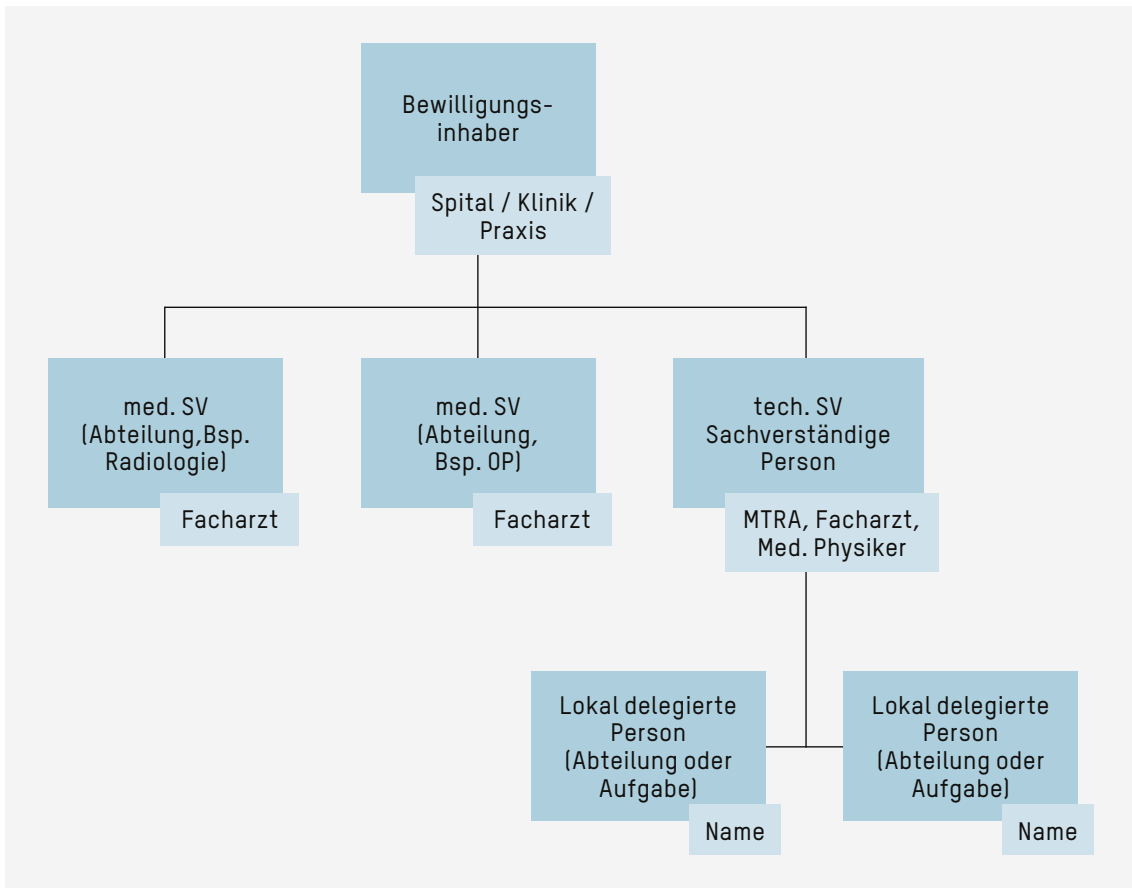 Bewilligungs-
inhaber
Spital / Klinik /
Praxis
med. SV
(Abteilung,Bsp.
Radiologie)
Facharzt
med. SV
(Abteilung,
Bsp. OP)
Facharzt
tech. SV
Sachverständige
Person
MTRA, Facharzt,
Med. Physiker
Lokal delegierte
Person
(Abteilung oder
Aufgabe)
Name
Lokal delegierte
Person
(Abteilung oder
Aufgabe)
Name